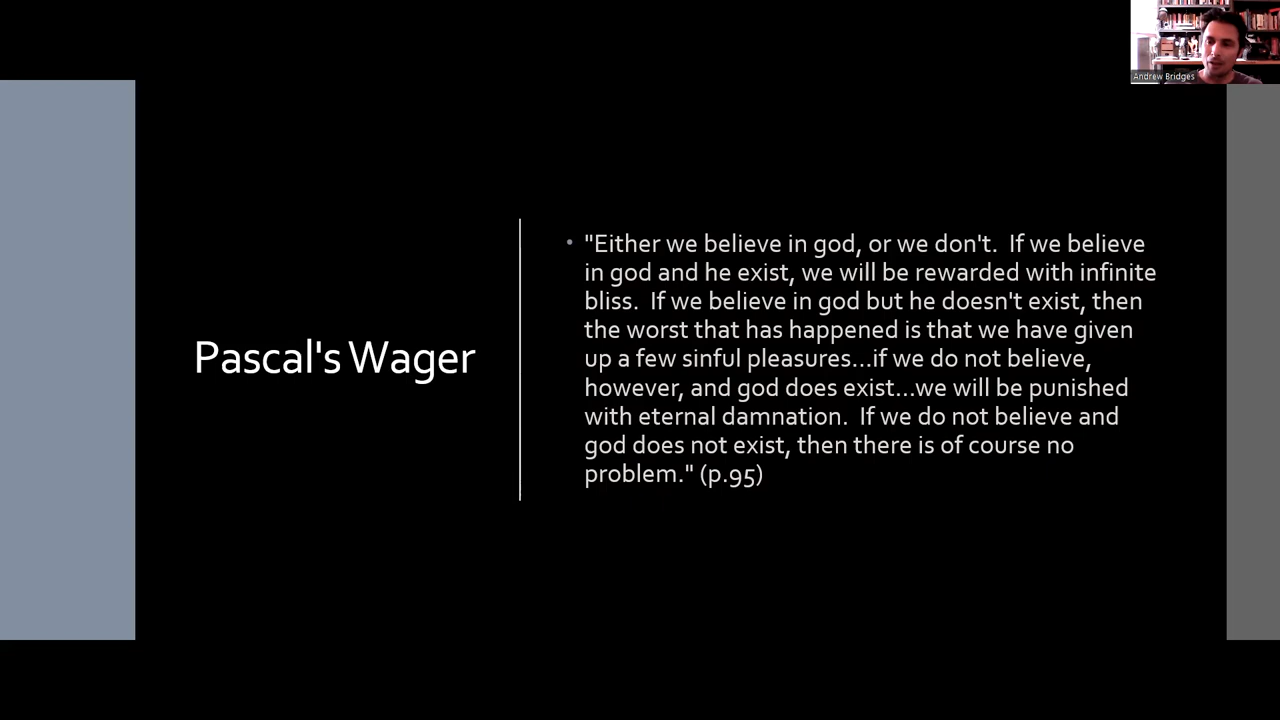 Andrew Bridges
Pascal's Wager
• "Either we believe in god, or we don't.  If we believe
in god and he exist, we will be rewarded with infinite
bliss.  If we believe in god but he doesn't exist, then
the worst that has happened is that we have given
up a few sinful pleasures...if we do not believe,
however, and god does exist...we will be punished
with eternal damnation.  If we do not believe and
god does not exist, then there is of course no
problem." (p.95)